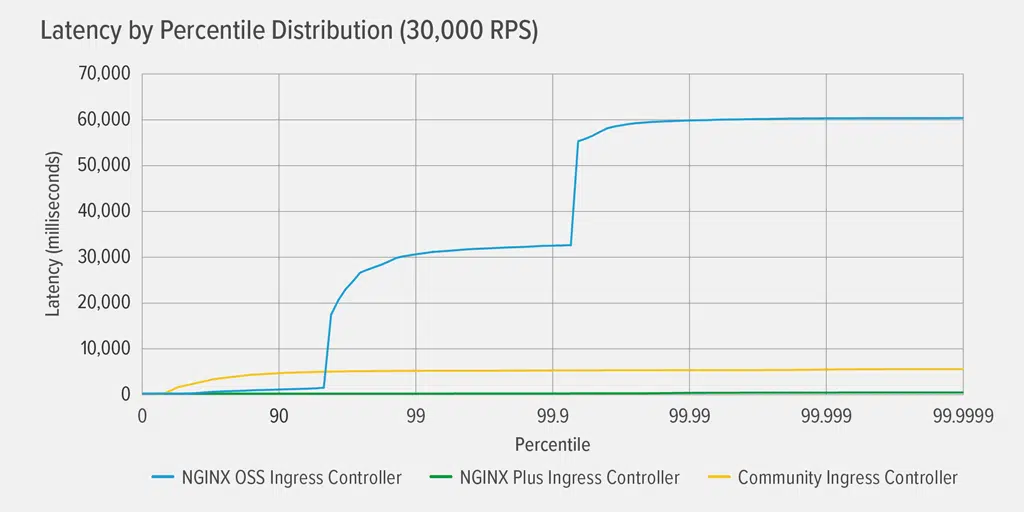 Latency by Percentile Distribution (30,000 RPS)
70,000
60,000
50,000
40,000
30,000
20,000
10,000
0
Latency (milliseconds)
0 90 99 99.9 99.99 99.999 99.9999
Percentile
NGINX OSS Ingress Controller NGINX Plus Ingress Controller Community Ingress Controller